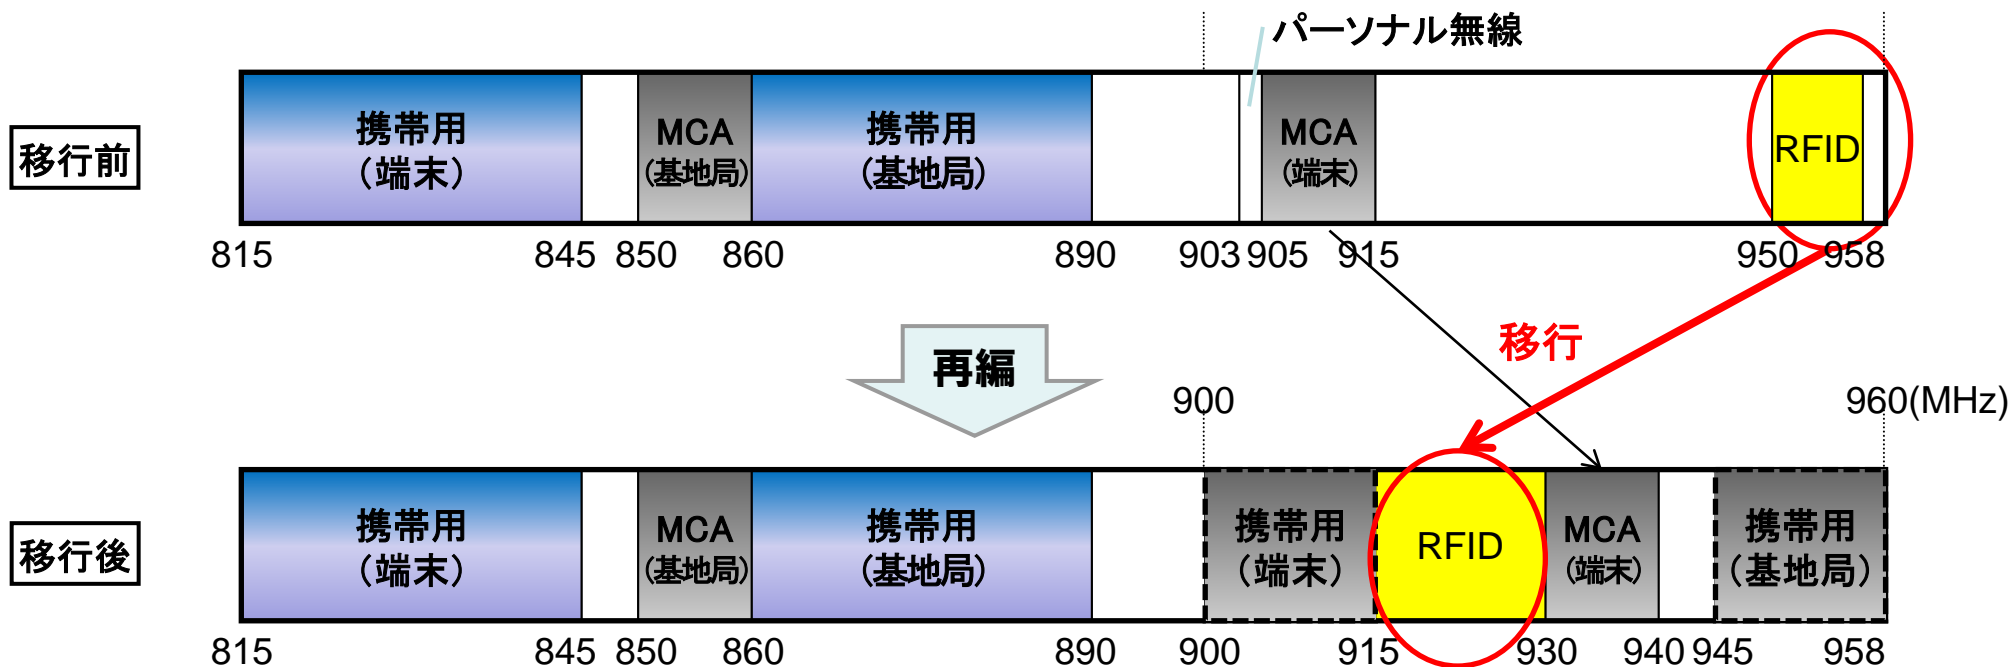 パーソナル無線
移行前
携帯用
（端末）
MCA
（基地局）
携帯用
（基地局）
MCA
（端末）
RFID
815 845 850 860 890 903 905 915 950 958
再編
移行
900 960(MHz)
移行後
携帯用
（端末）
MCA
（基地局）
携帯用
（基地局）
携帯用
（端末）
RFID
MCA
（端末）
携帯用
（基地局）
815 845 850 860 890 900 915 930 940 945 958